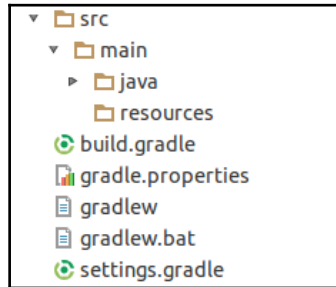 src
main
java
resources
build.gradle
gradle.properties
gradlew
gradlew.bat
settings.gradle